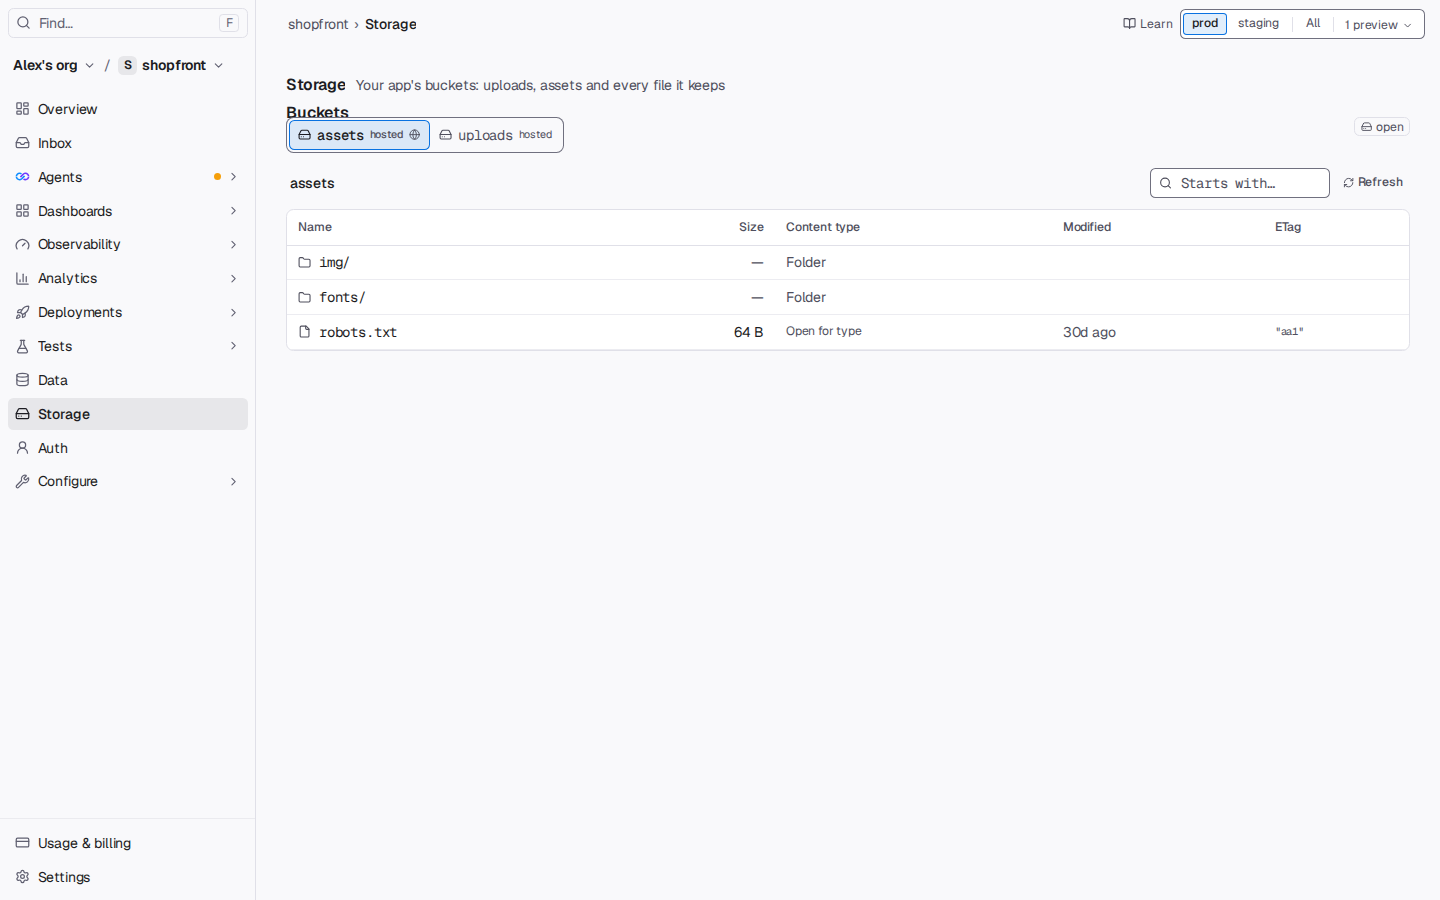 Find... F
Alex's org / S shopfront
Overview
Inbox
Agents
Dashboards
Observability
Analytics
Deployments
Tests
Data
Storage
Auth
Configure
Usage & billing
Settings
shopfront › Storage
Learn prod staging All 1 preview
Storage Your app's buckets: uploads, assets and every file it keeps
Buckets
assets hosted uploads hosted
open
assets
Starts with... Refresh
Name Size Content type Modified ETag
img/ — Folder
fonts/ — Folder
robots.txt 64 B Open for type 30d ago "aa1"